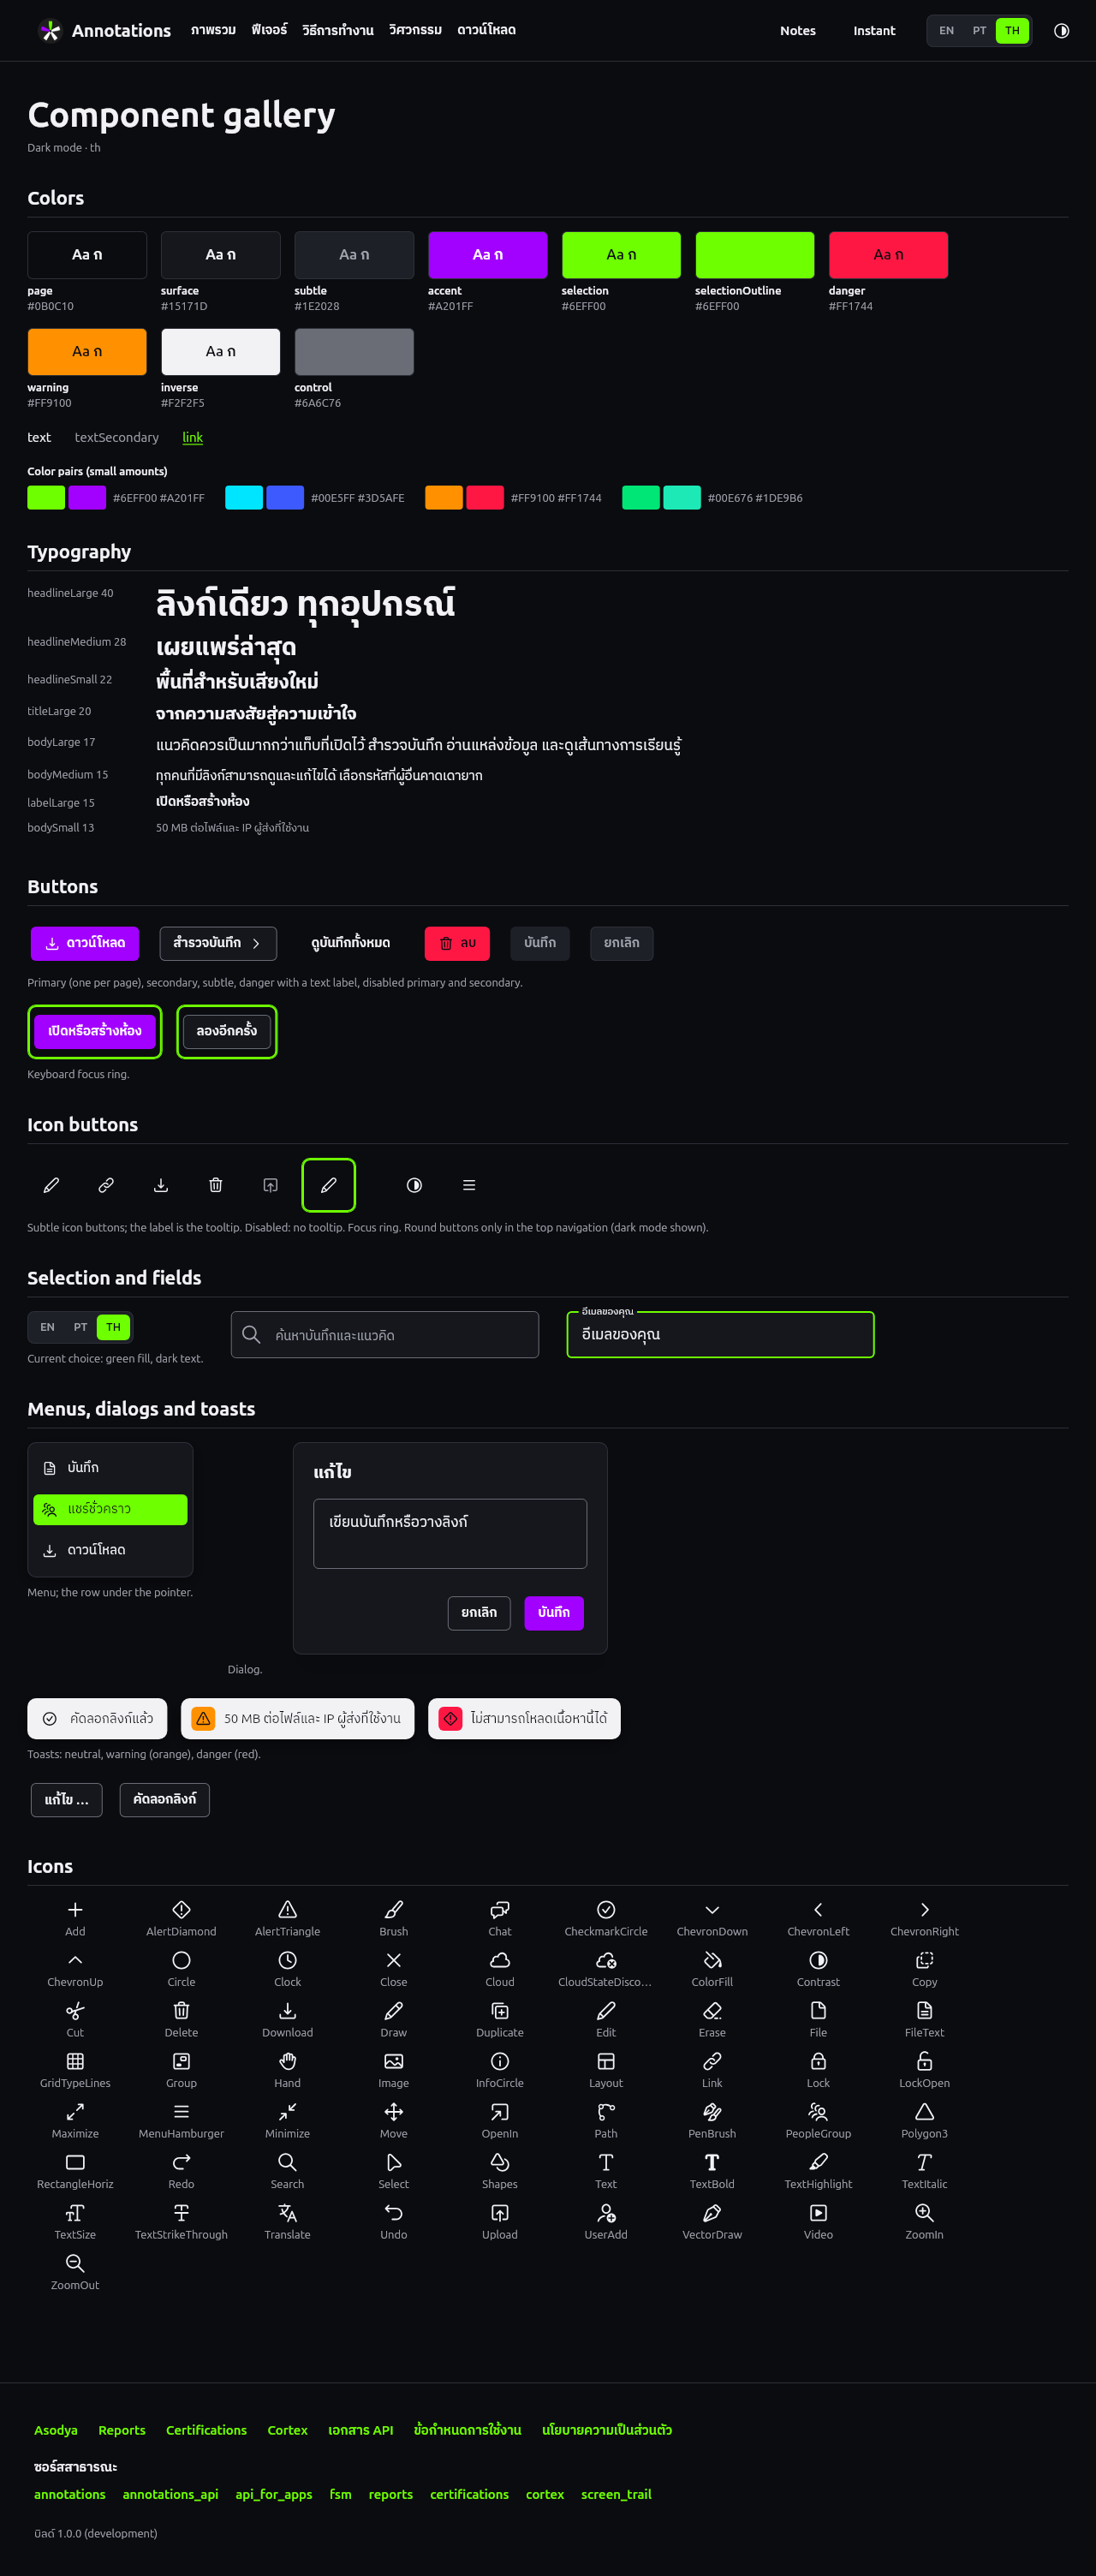 Annotations ภาพรวม ฟีเจอร์ วิธีการทำงาน วิศวกรรม ดาวน์โหลด Notes Instant EN PT TH
Component gallery
Dark mode · th
Colors
Aa ก Aa ก Aa ก Aa ก Aa ก Aa ก
page surface subtle accent selection selectionOutline danger
#0B0C10 #15171D #1E2028 #A201FF #6EFF00 #6EFF00 #FF1744
Aa ก Aa ก
warning inverse control
#FF9100 #F2F2F5 #6A6C76
text textSecondary link
Color pairs (small amounts)
#6EFF00 #A201FF #00E5FF #3D5AFE #FF9100 #FF1744 #00E676 #1DE9B6
Typography
headlineLarge 40 ลิงก์เดียว ทุกอุปกรณ์
headlineMedium 28 เผยแพร่ล่าสุด
headlineSmall 22 พื้นที่สำหรับเสียงใหม่
titleLarge 20 จากความสงสัยสู่ความเข้าใจ
bodyLarge 17 แนวคิดควรเป็นมากกว่าแท็บที่เปิดไว้ สำรวจบันทึก อ่านแหล่งข้อมูล และดูเส้นทางการเรียนรู้
bodyMedium 15 ทุกคนที่มีลิงก์สามารถดูและแก้ไขได้ เลือกรหัสที่ผู้อื่นคาดเดายาก
labelLarge 15 เปิดหรือสร้างห้อง
bodySmall 13 50 MB ต่อไฟล์และ IP ผู้ส่งที่ใช้งาน
Buttons
ดาวน์โหลด สำรวจบันทึก ดูบันทึกทั้งหมด ลบ บันทึก ยกเลิก
Primary (one per page), secondary, subtle, danger with a text label, disabled primary and secondary.
เปิดหรือสร้างห้อง ลองอีกครั้ง
Keyboard focus ring.
Icon buttons
Subtle icon buttons; the label is the tooltip. Disabled: no tooltip. Focus ring. Round buttons only in the top navigation (dark mode shown).
Selection and fields
EN PT TH ค้นหาบันทึกและแนวคิด อีเมลของคุณ
อีเมลของคุณ
Current choice: green fill, dark text.
Menus, dialogs and toasts
บันทึก
แชร์ชั่วคราว
ดาวน์โหลด
Menu; the row under the pointer.
แก้ไข
เขียนบันทึกหรือวางลิงก์
ยกเลิก บันทึก
Dialog.
คัดลอกลิงก์แล้ว 50 MB ต่อไฟล์และ IP ผู้ส่งที่ใช้งาน ไม่สามารถโหลดเนื้อหานี้ได้
Toasts: neutral, warning (orange), danger (red).
แก้ไข ... คัดลอกลิงก์
Icons
Add AlertDiamond AlertTriangle Brush Chat CheckmarkCircle ChevronDown ChevronLeft ChevronRight
ChevronUp Circle Clock Close Cloud CloudStateDisco... ColorFill Contrast Copy
Cut Delete Download Draw Duplicate Edit Erase File FileText
GridTypeLines Group Hand Image InfoCircle Layout Link Lock LockOpen
Maximize MenuHamburger Minimize Move OpenIn Path PenBrush PeopleGroup Polygon3
RectangleHoriz Redo Search Select Shapes Text TextBold TextHighlight TextItalic
TextSize TextStrikeThrough Translate Undo Upload UserAdd VectorDraw Video ZoomIn
ZoomOut
Asodya Reports Certifications Cortex เอกสาร API ข้อกำหนดการใช้งาน นโยบายความเป็นส่วนตัว
ซอร์สสาธารณะ
annotations annotations_api api_for_apps fsm reports certifications cortex screen_trail
บิลด์ 1.0.0 (development)